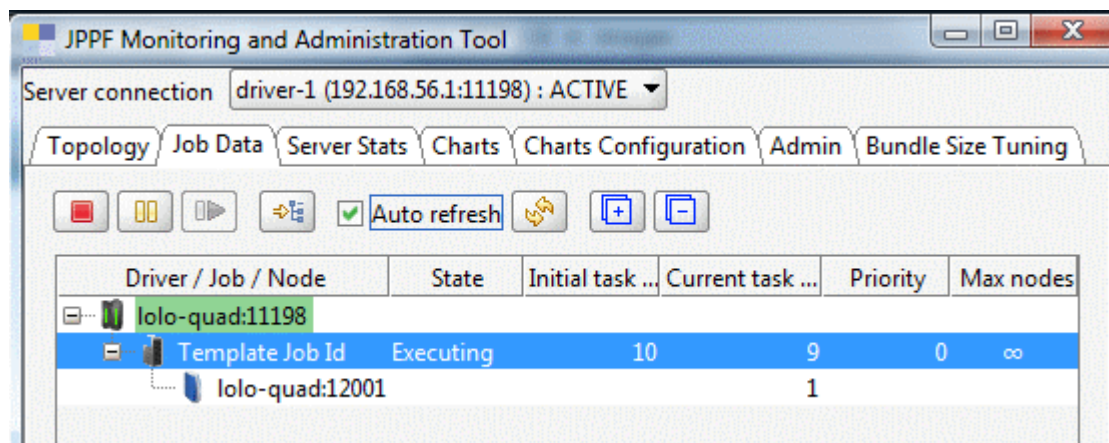 JPPF Monitoring and Administration Tool
Server connection driver-1 (192.168.56.1:11198) : ACTIVE
Topology Job Data Server Stats Charts Charts Configuration Admin Bundle Size Tuning
Auto refresh
Driver / Job / Node State Initial task ... Current task ... Priority Max nodes
lolo-quad:11198
Template Job Id Executing 10 9 0 ∞
lolo-quad:12001 1